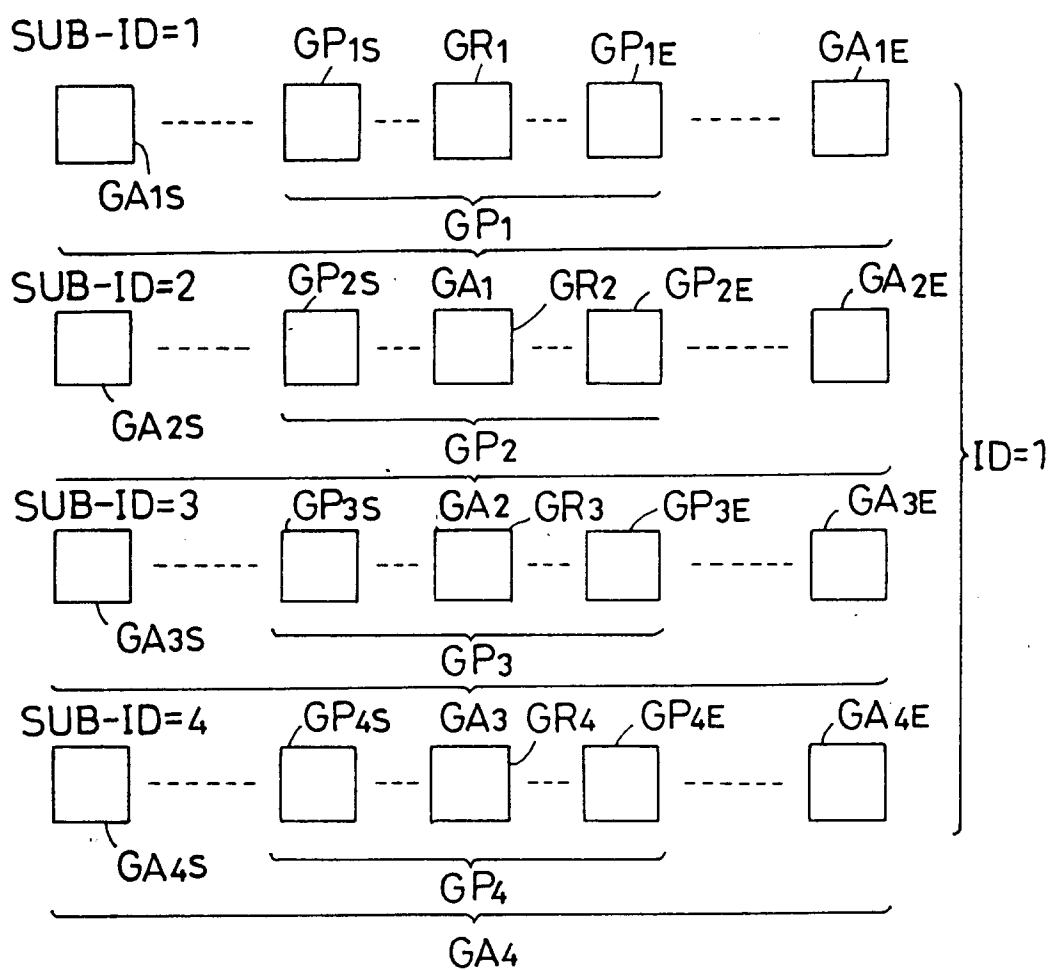 SUB-ID=1
GP1S GR1 GP1E GA1E
GA1S
GP1
SUB-ID=2 GP2S GA1 GR2 GP2E GA2E
GA2S
GP2
ID=1
SUB-ID=3 GP3S GA2 GR3 GP3E GA3E
GA3S
GP3
SUB-ID=4 GP4S GA3 GR4 GP4E GA4E
GA4S
GP4
GA4